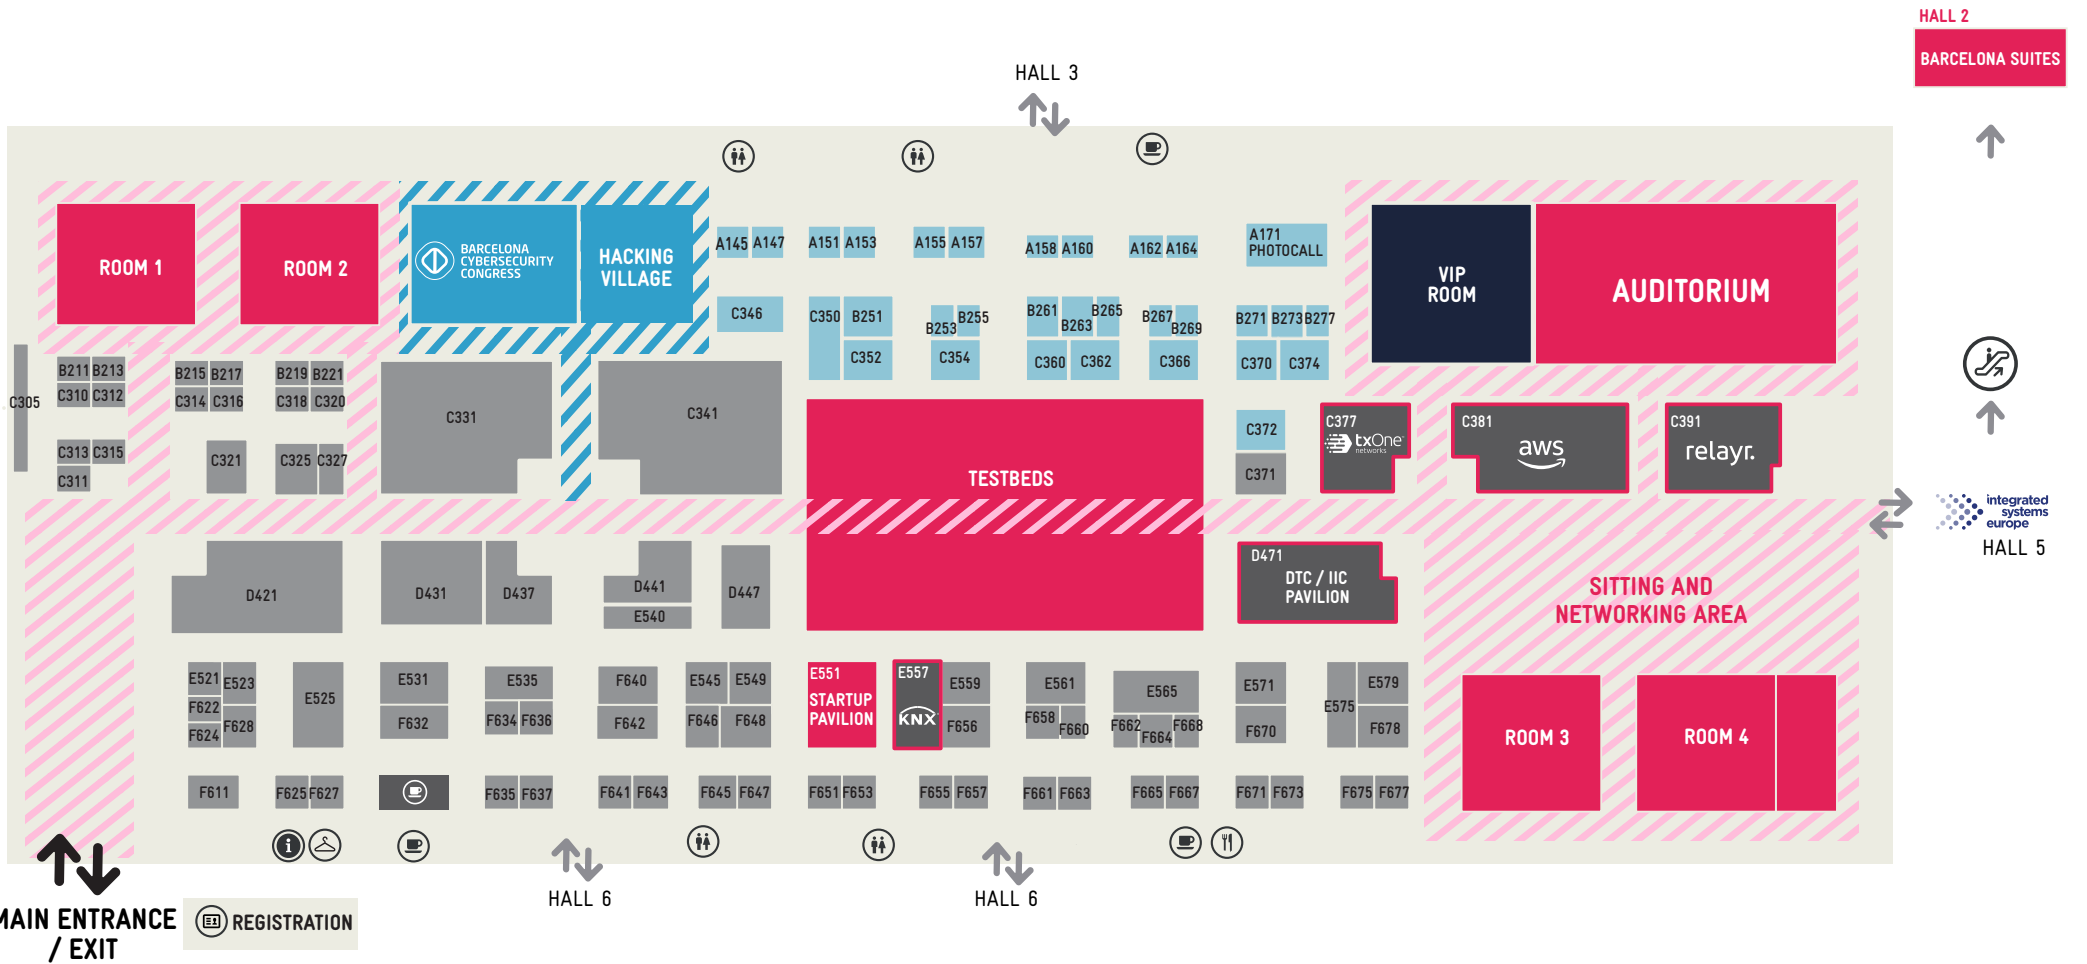 HALL 2
BARCELONA SUITES
HALL 3
ROOM 1
ROOM 2
BARCELONA
CYBERSECURITY
CONGRESS
HACKING
VILLAGE
A145 A147
A151 A153
A155 A157
A158 A160
A162 A164
A171
PHOTOCALL
VIP
ROOM
AUDITORIUM
C346
C350 B251
B253 B255
B261 B263 B265
B267 B269
B271 B273 B277
C352
C354
C360 C362
C366
C370 C374
B211 B213
B215 B217
B219 B221
C310 C312
C314 C316
C318 C320
C305
C331
C341
C313 C315
C311
C321
C325 C327
TESTBEDS
C372
C371
C377
txOne
networks
C381
aws
C391
relayr.
integrated
systems
europe
HALL 5
D421
D431
D437
D441
E540
D447
D471
DTC / IIC
PAVILION
SITTING AND
NETWORKING AREA
E521 E523
F622
F624 F628
E525
E531
F632
E535
F634 F636
F640
F642
E545 E549
F646 F648
E551
STARTUP
PAVILION
E557
KNX
E559
F656
E561
F658 F660
E565
F662 F664 F668
E571
F670
E575
E579
F678
ROOM 3
ROOM 4
F611
F625 F627
F635 F637
F641 F643
F645 F647
F651 F653
F655 F657
F661 F663
F665 F667
F671 F673
F675 F677
HALL 6
HALL 6
MAIN ENTRANCE
/ EXIT
REGISTRATION